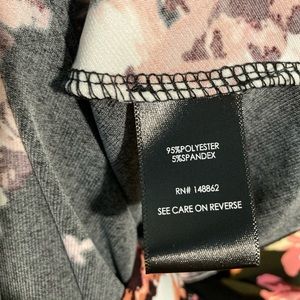 95%POLYESTER
5%SPANDEX
RN# 148862
SEE CARE ON REVERSE